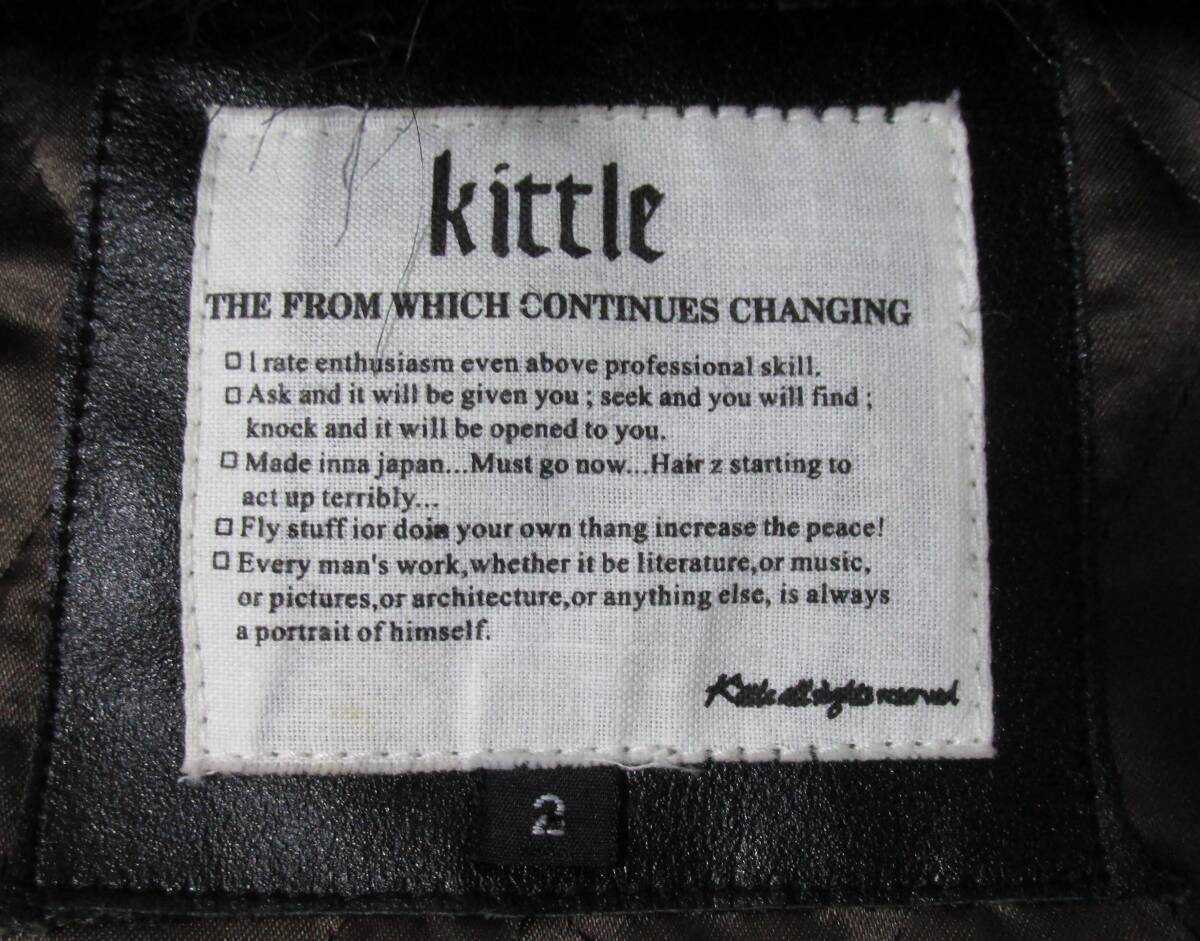 kittle
THE FROM WHICH CONTINUES CHANGING
□ I rate enthusiasm even above professional skill.
□ Ask and it will be given you ; seek and you will find ;
knock and it will be opened to you.
□ Made inna japan...Must go now...Hair z starting to
act up terribly...
□ Fly stuff ior doin your own thang increase the peace!
□ Every man's work,whether it be literature,or music,
or pictures,or architecture,or anything else, is always
a portrait of himself.
Kittle all rights reserved
2